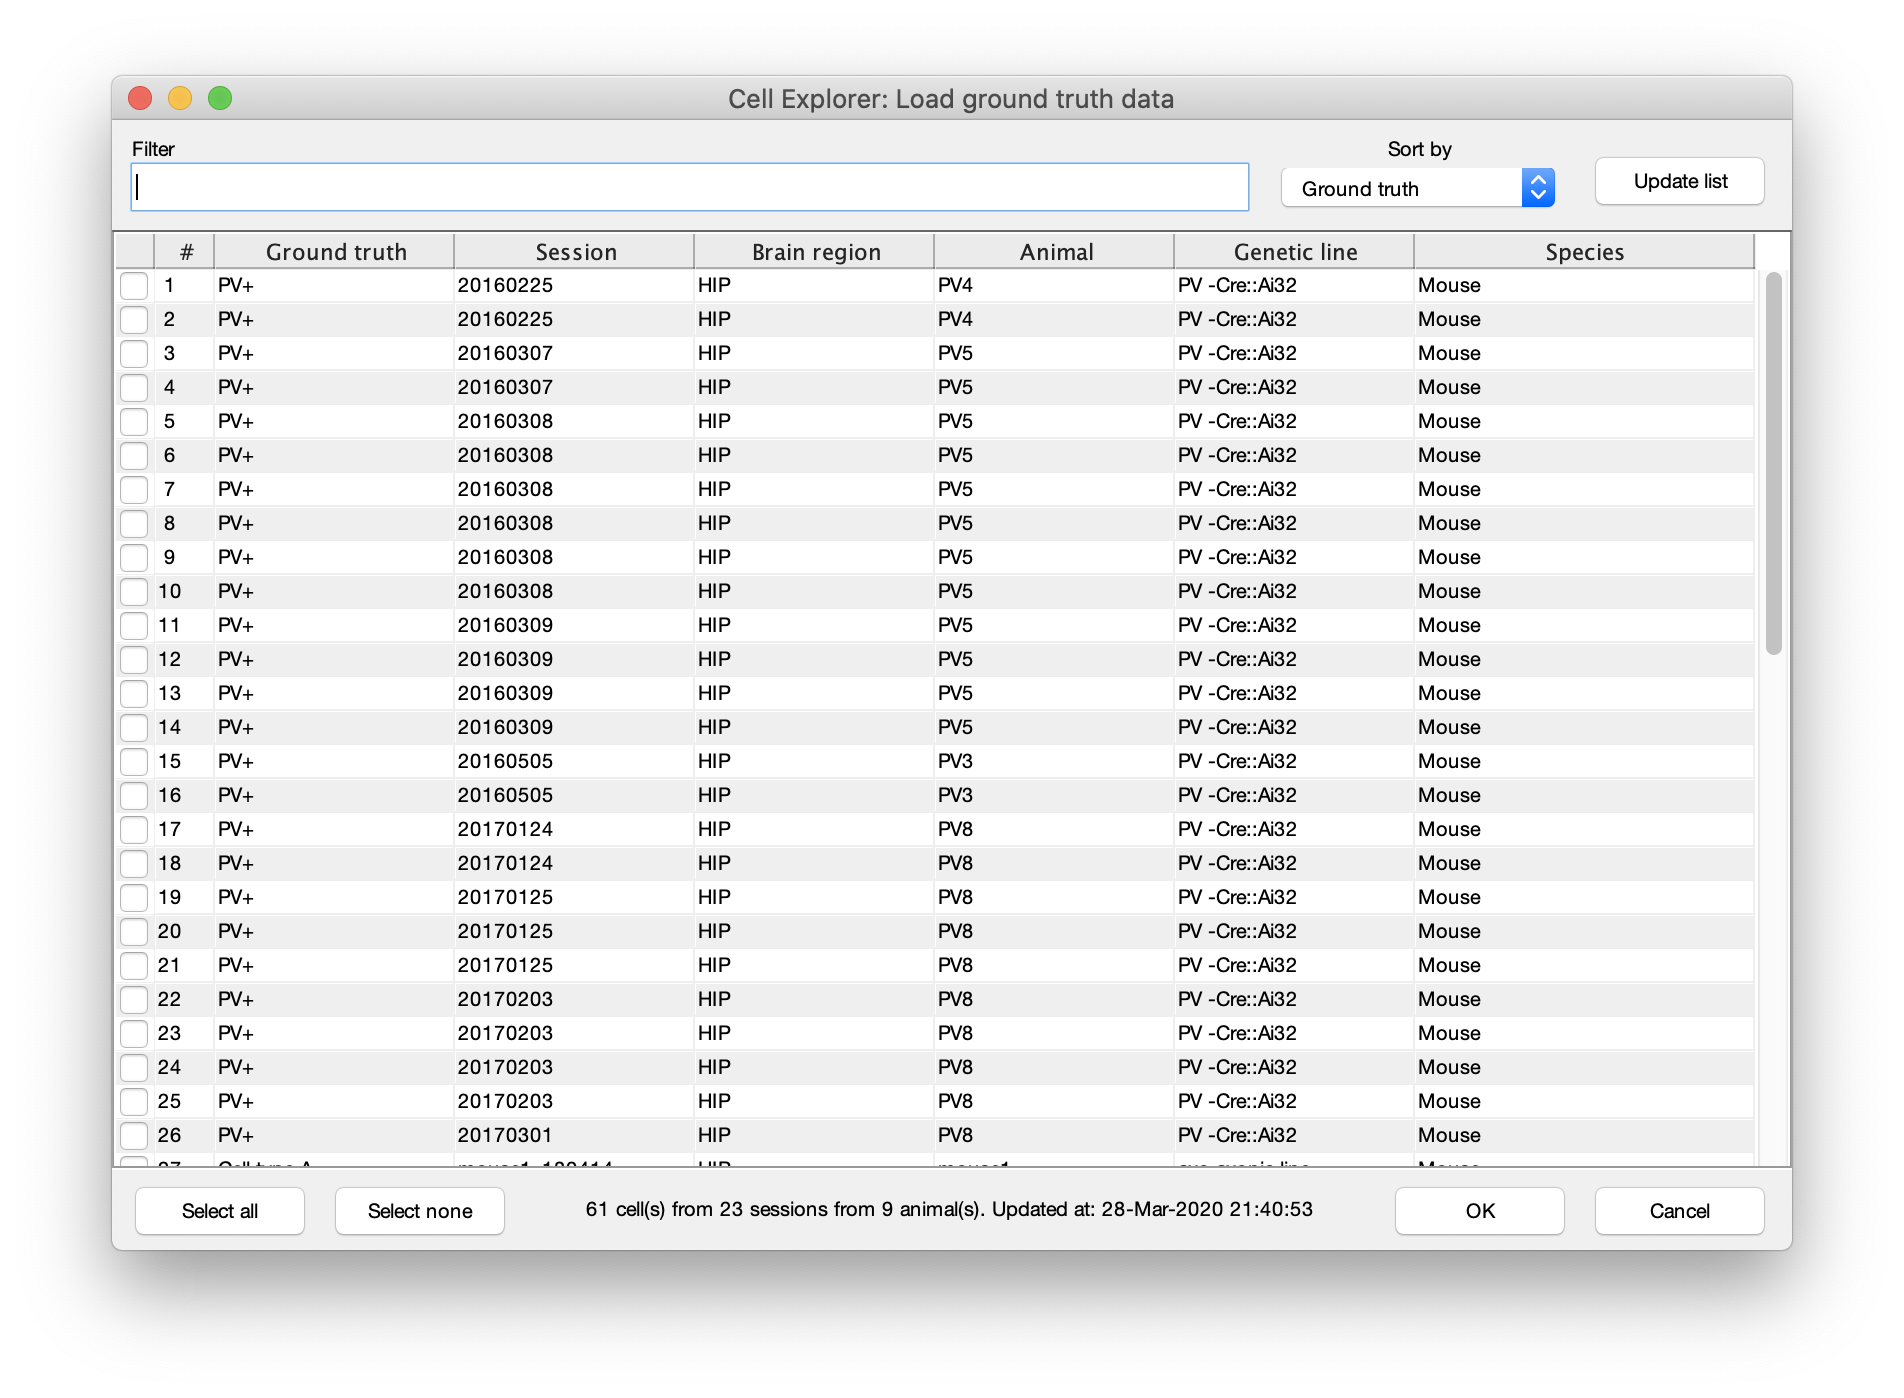 Cell Explorer: Load ground truth data
Filter Sort by
Ground truth Update list
# Ground truth Session Brain region Animal Genetic line Species
1 PV+ 20160225 HIP PV4 PV -Cre::Ai32 Mouse
2 PV+ 20160225 HIP PV4 PV -Cre::Ai32 Mouse
3 PV+ 20160307 HIP PV5 PV -Cre::Ai32 Mouse
4 PV+ 20160307 HIP PV5 PV -Cre::Ai32 Mouse
5 PV+ 20160308 HIP PV5 PV -Cre::Ai32 Mouse
6 PV+ 20160308 HIP PV5 PV -Cre::Ai32 Mouse
7 PV+ 20160308 HIP PV5 PV -Cre::Ai32 Mouse
8 PV+ 20160308 HIP PV5 PV -Cre::Ai32 Mouse
9 PV+ 20160308 HIP PV5 PV -Cre::Ai32 Mouse
10 PV+ 20160308 HIP PV5 PV -Cre::Ai32 Mouse
11 PV+ 20160309 HIP PV5 PV -Cre::Ai32 Mouse
12 PV+ 20160309 HIP PV5 PV -Cre::Ai32 Mouse
13 PV+ 20160309 HIP PV5 PV -Cre::Ai32 Mouse
14 PV+ 20160309 HIP PV5 PV -Cre::Ai32 Mouse
15 PV+ 20160505 HIP PV3 PV -Cre::Ai32 Mouse
16 PV+ 20160505 HIP PV3 PV -Cre::Ai32 Mouse
17 PV+ 20170124 HIP PV8 PV -Cre::Ai32 Mouse
18 PV+ 20170124 HIP PV8 PV -Cre::Ai32 Mouse
19 PV+ 20170125 HIP PV8 PV -Cre::Ai32 Mouse
20 PV+ 20170125 HIP PV8 PV -Cre::Ai32 Mouse
21 PV+ 20170125 HIP PV8 PV -Cre::Ai32 Mouse
22 PV+ 20170203 HIP PV8 PV -Cre::Ai32 Mouse
23 PV+ 20170203 HIP PV8 PV -Cre::Ai32 Mouse
24 PV+ 20170203 HIP PV8 PV -Cre::Ai32 Mouse
25 PV+ 20170203 HIP PV8 PV -Cre::Ai32 Mouse
26 PV+ 20170301 HIP PV8 PV -Cre::Ai32 Mouse
Select all Select none 61 cell(s) from 23 sessions from 9 animal(s). Updated at: 28-Mar-2020 21:40:53 OK Cancel